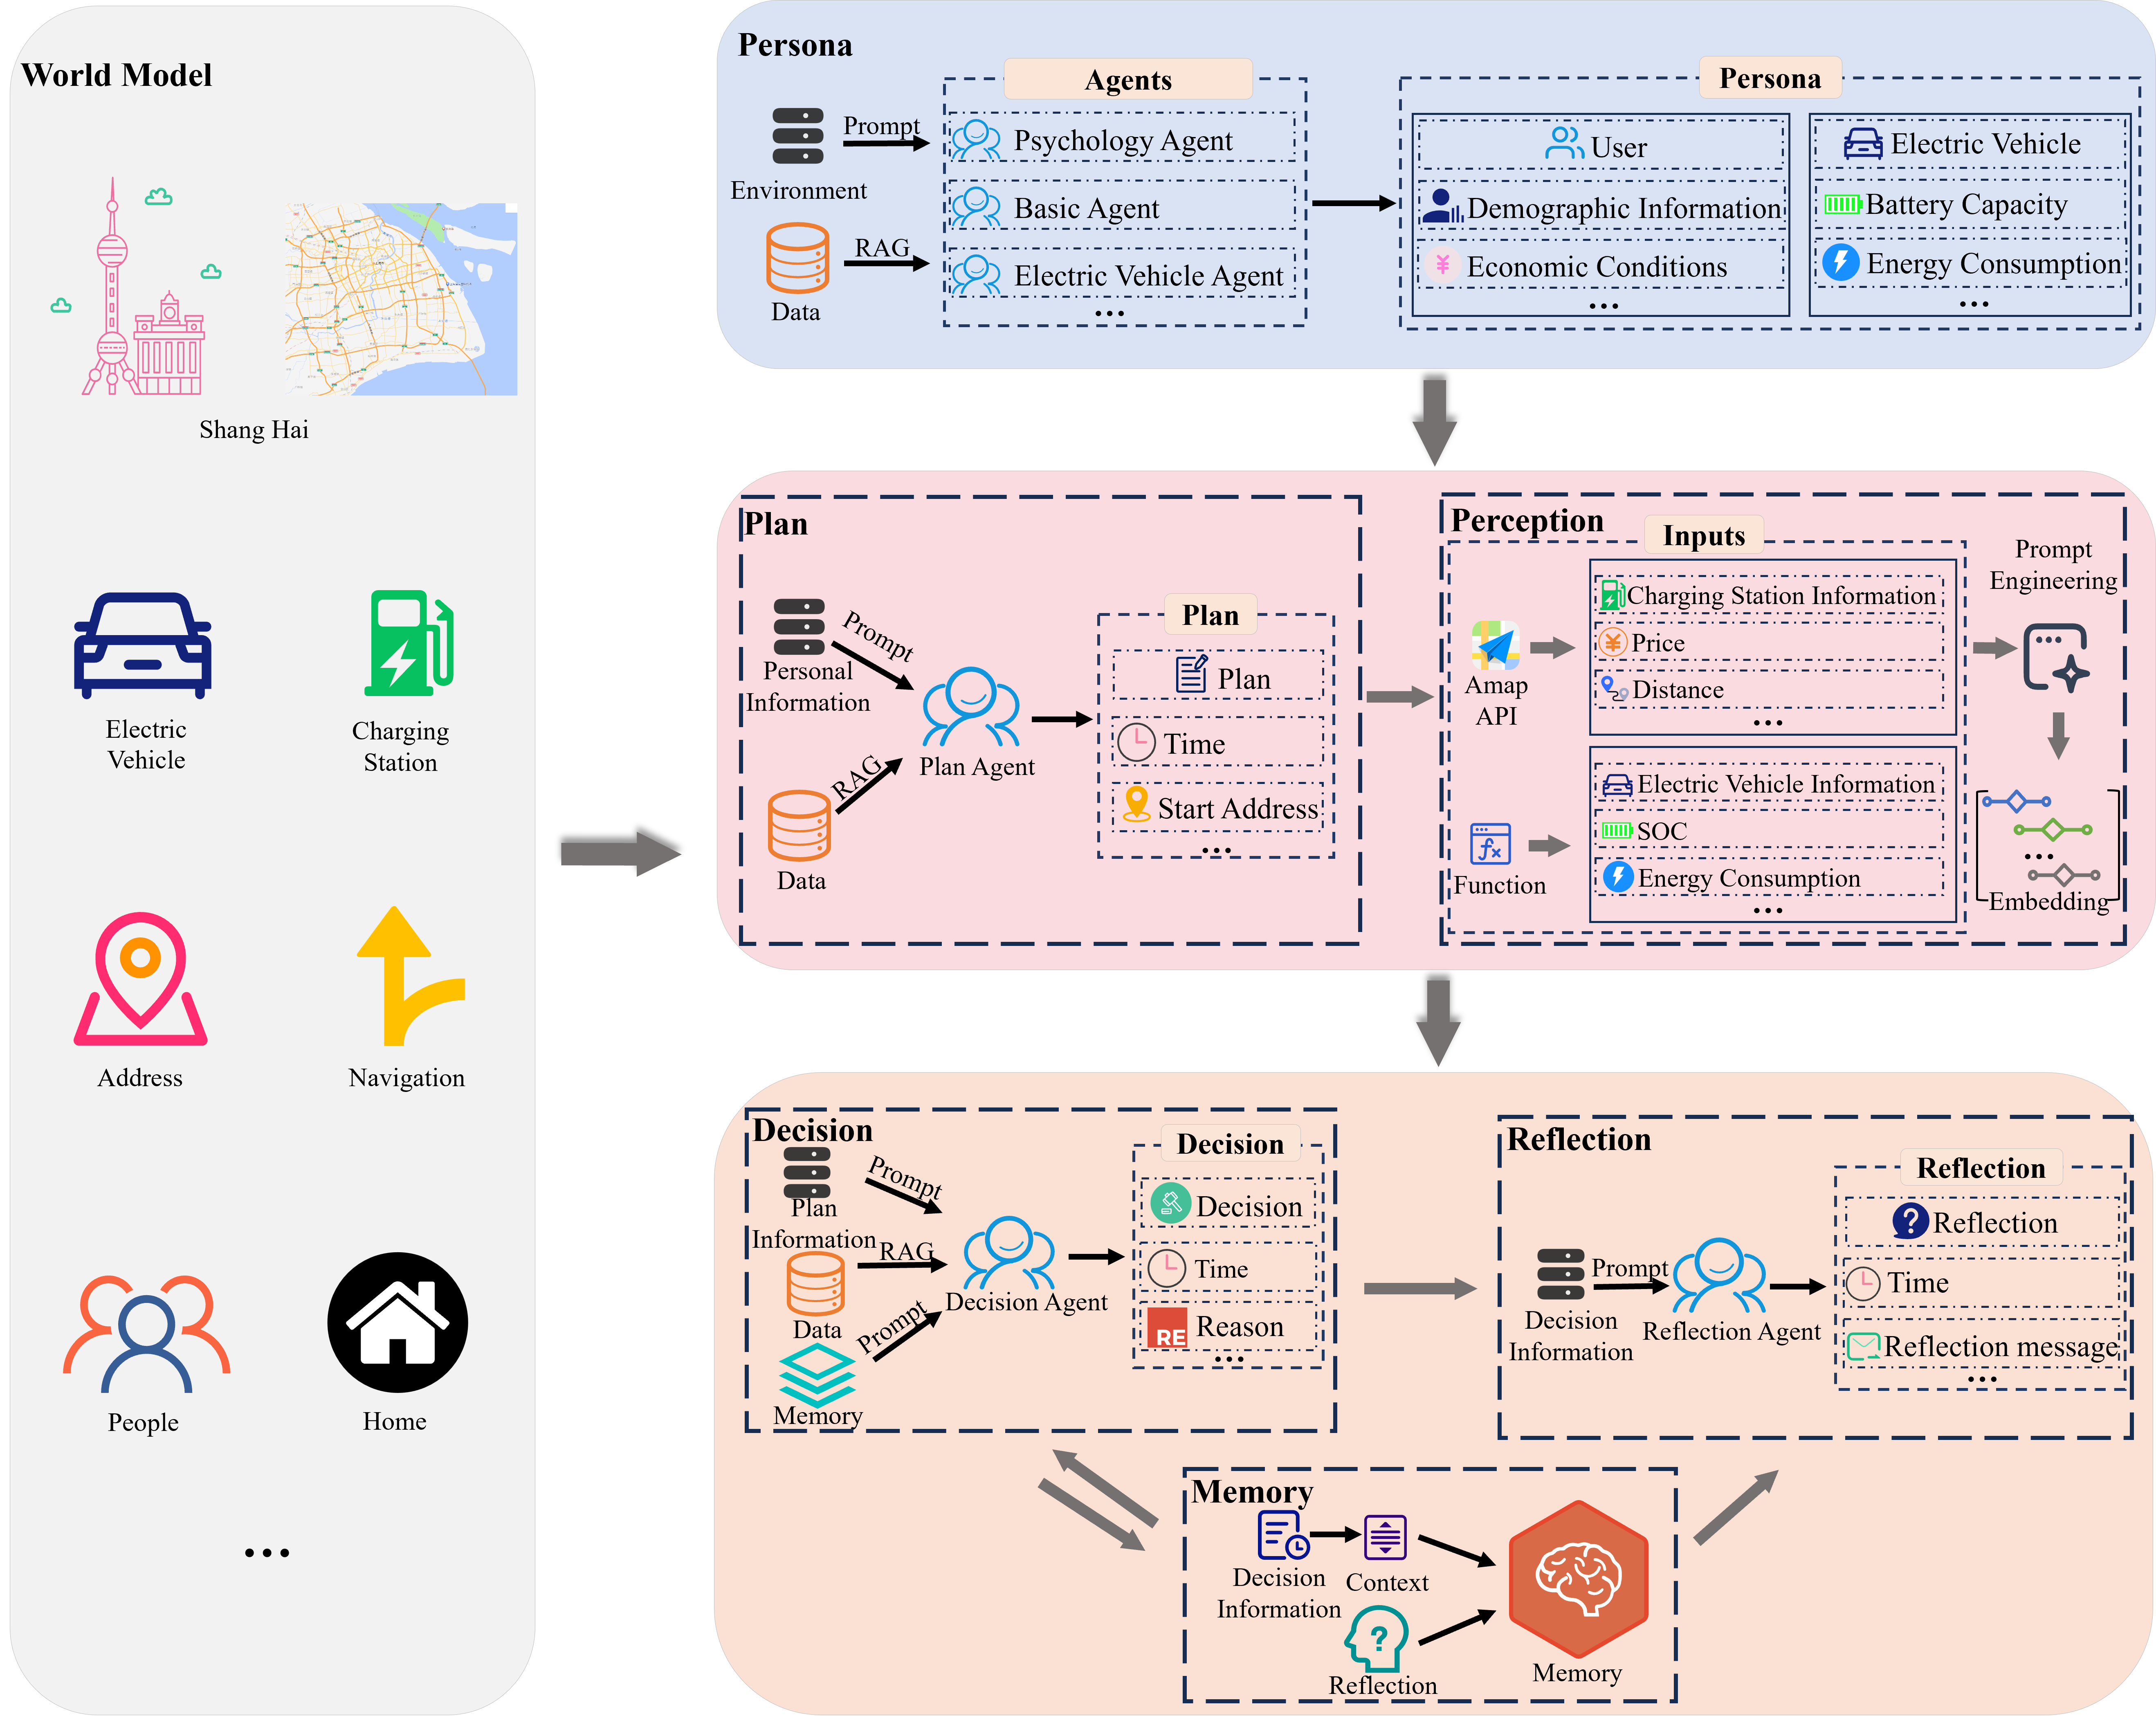 World Model
Shang Hai
Electric
Vehicle
Charging
Station
Address
Navigation
People
Home
...
Persona
Environment
Prompt
Data
RAG
Agents
Psychology Agent
Basic Agent
Electric Vehicle Agent
...
Persona
User
Demographic Information
Economic Conditions
...
Electric Vehicle
Battery Capacity
Energy Consumption
...
Plan
Personal
Information
Prompt
Data
RAG
Plan Agent
Plan
Plan
Time
Start Address
...
Perception
Inputs
Amap
API
Charging Station Information
Price
Distance
...
Function
Electric Vehicle Information
SOC
Energy Consumption
...
Prompt
Engineering
...
Embedding
Decision
Plan
Information
Prompt
Data
RAG
Memory
Prompt
Decision Agent
Decision
Decision
Time
RE
Reason
...
Reflection
Decision
Information
Prompt
Reflection Agent
Reflection
Reflection
Time
Reflection message
...
Memory
Decision
Information
Context
Reflection
Memory